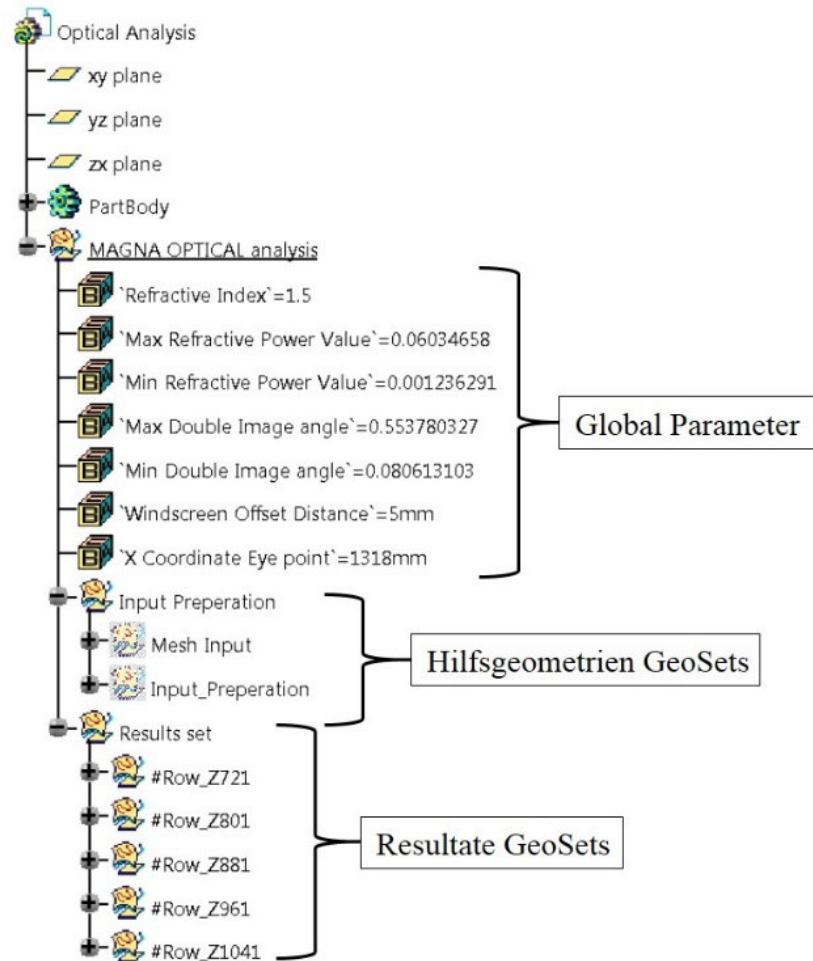 Optical Analysis
xy plane
yz plane
zx plane
PartBody
MAGNA OPTICAL analysis
`Refractive Index`=1.5
`Max Refractive Power Value`=0.06034658
`Min Refractive Power Value`=0.001236291
`Max Double Image angle`=0.553780327
`Min Double Image angle`=0.080613103
`Windscreen Offset Distance`=5mm
`X Coordinate Eye point`=1318mm
Global Parameter
Input Preperation
Mesh Input
Input_Preperation
Hilfsgeometrien GeoSets
Results set
#Row_Z721
#Row_Z801
#Row_Z881
#Row_Z961
#Row_Z1041
Resultate GeoSets